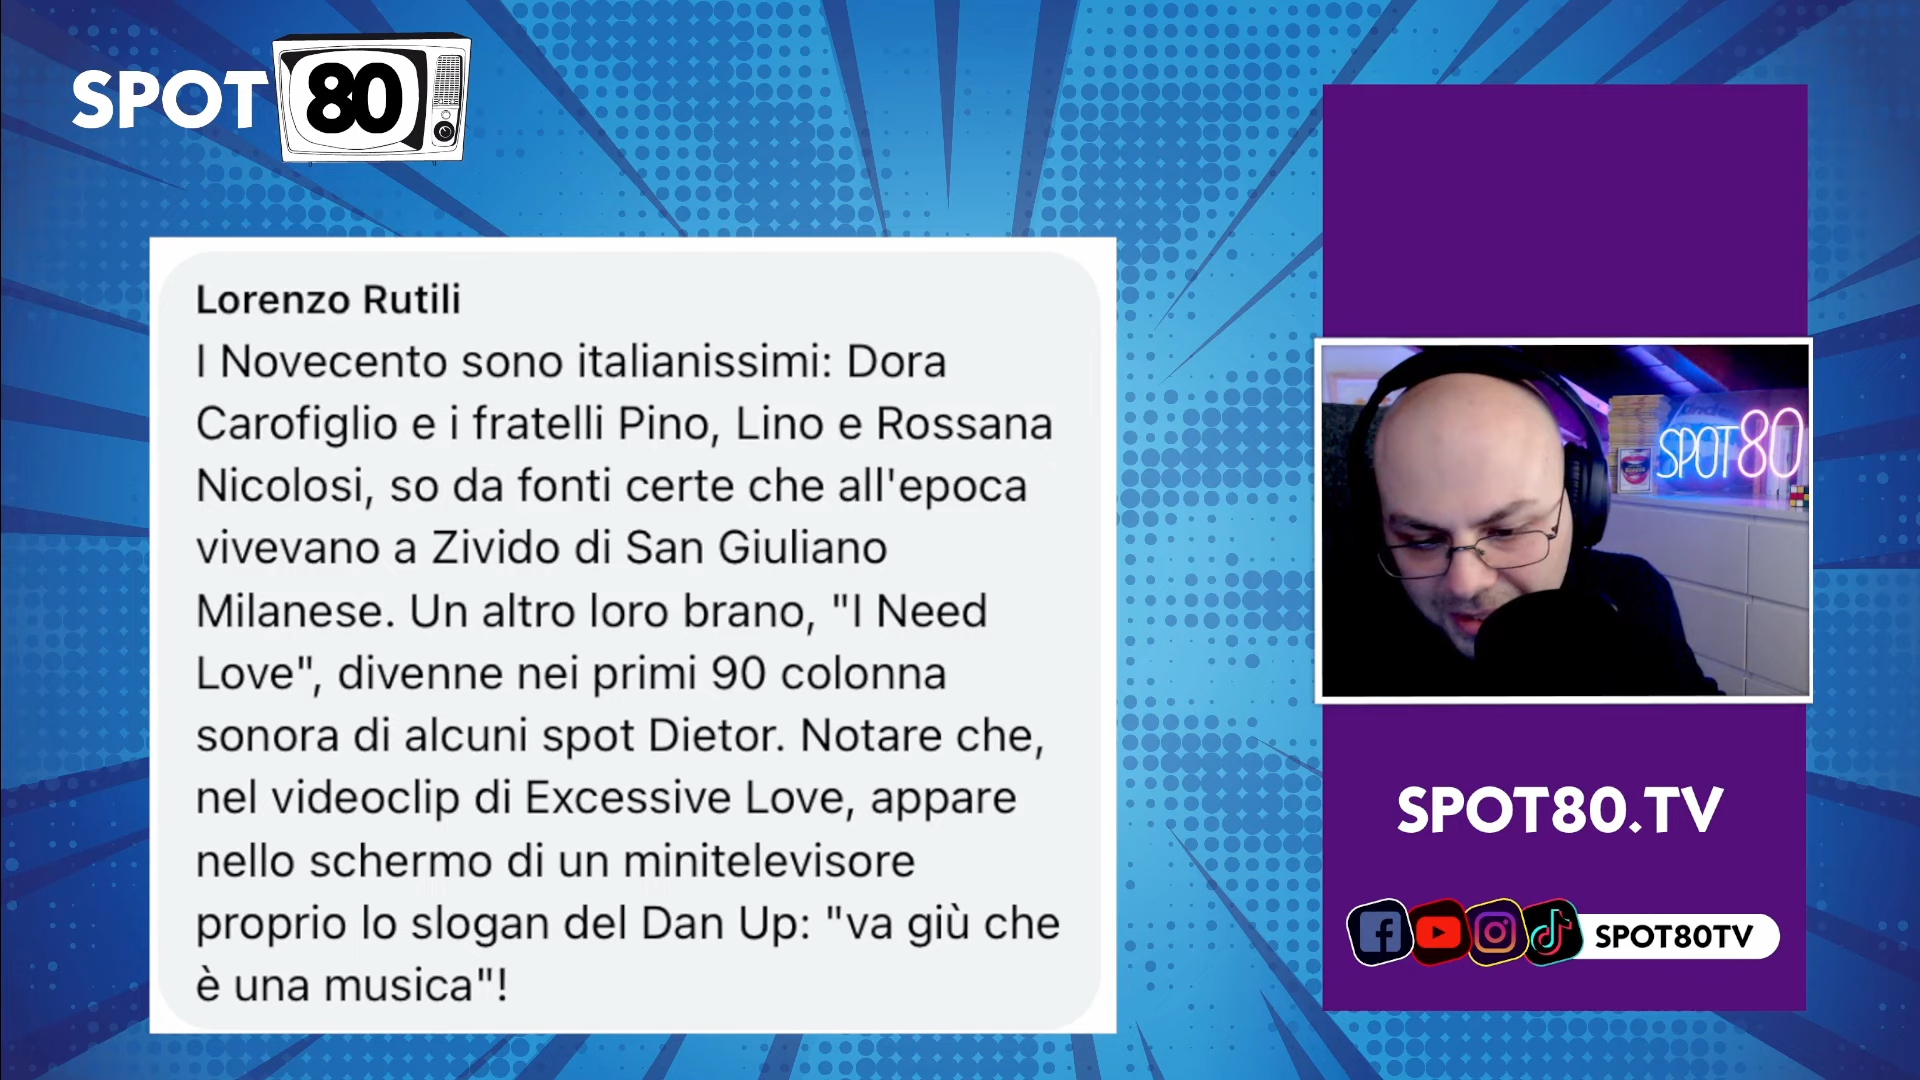 SPOT 80
Lorenzo Rutili
I Novecento sono italianissimi: Dora
Carofiglio e i fratelli Pino, Lino e Rossana
Nicolosi, so da fonti certe che all'epoca
vivevano a Zivido di San Giuliano
Milanese. Un altro loro brano, "I Need
Love", divenne nei primi 90 colonna
sonora di alcuni spot Dietor. Notare che,
nel videoclip di Excessive Love, appare
nello schermo di un minitelevisore
proprio lo slogan del Dan Up: "va giù che
è una musica"!
SPOT80
SPOT80.TV
SPOT80TV